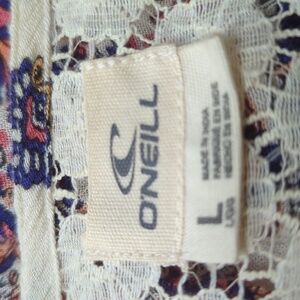 O'NEILL
MADE IN INDIA
FABRIQUÉ EN INDE
HECHO EN INDIA
L
L/G/G